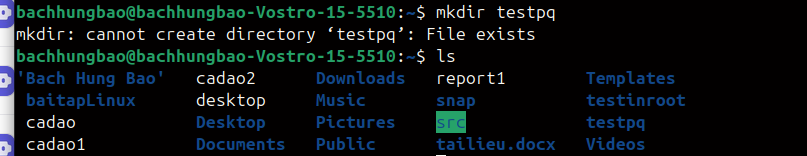 bachhungbao@bachhungbao-Vostro-15-5510:~$ mkdir testpq
mkdir: cannot create directory ‘testpq’: File exists
bachhungbao@bachhungbao-Vostro-15-5510:~$ ls
'Bach Hung Bao' cadao2 Downloads report1 Templates
baitapLinux desktop Music snap testinroot
cadao Desktop Pictures src testpq
cadao1 Documents Public tailieu.docx Videos